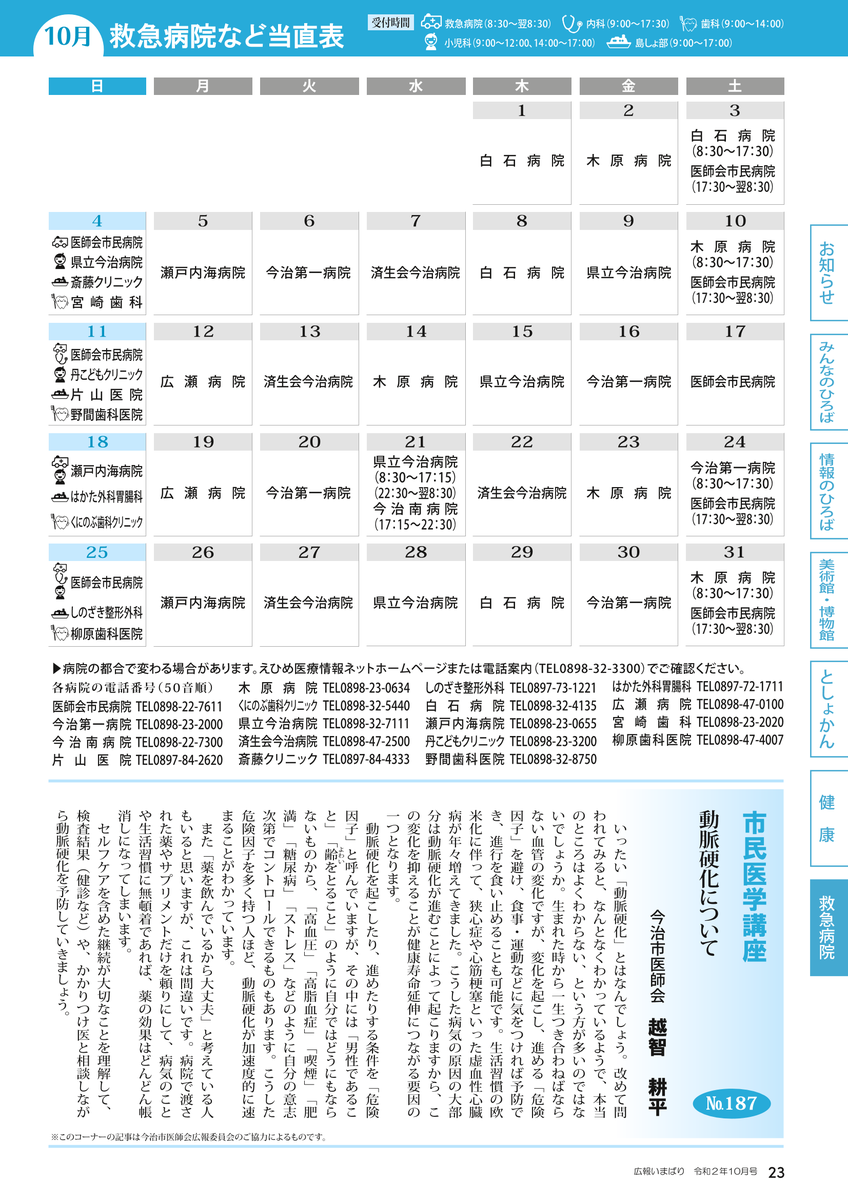 10月 救急病院など当直表
受付時間 救急病院（8：30～翌8：30） 内科（9：00～17：30） 歯科（9：00～14：00）
小児科（9：00～12：00、14：00～17：00） 島しょ部（9：00～17：00）
日 月 火 水 木 金 土
1 2 3
白石病院 木原病院 白石病院
（8：30～17：30）
医師会市民病院
（17：30～翌8：30）
4 5 6 7 8 9 10
医師会市民病院
県立今治病院
斎藤クリニック
宮崎歯科
瀬戸内海病院 今治第一病院 済生会今治病院 白石病院 県立今治病院
木原病院
（8：30～17：30）
医師会市民病院
（17：30～翌8：30）
11 12 13 14 15 16 17
医師会市民病院
丹こどもクリニック
片山医院
野間歯科医院
広瀬病院 済生会今治病院 木原病院 県立今治病院 今治第一病院 医師会市民病院
18 19 20 21 22 23 24
瀬戸内海病院
はかた外科胃腸科
くにのぶ歯科クリニック
広瀬病院 今治第一病院
県立今治病院
（8：30～17：15）
（22：30～翌8：30）
今治南病院
（17：15～22：30）
済生会今治病院 木原病院
今治第一病院
（8：30～17：30）
医師会市民病院
（17：30～翌8：30）
25 26 27 28 29 30 31
医師会市民病院
しのざき整形外科
柳原歯科医院
瀬戸内海病院 済生会今治病院 県立今治病院 白石病院 今治第一病院
木原病院
（8：30～17：30）
医師会市民病院
（17：30～翌8：30）
▶病院の都合で変わる場合があります。えひめ医療情報ネットホームページまたは電話案内（TEL0898-32-3300）でご確認ください。
各病院の電話番号（50音順）
医師会市民病院 TEL0898-22-7611
今治第一病院 TEL0898-23-2000
今治南病院 TEL0898-22-7300
片山医院 TEL0897-84-2620
木原病院 TEL0898-23-0634
くにのぶ歯科クリニック TEL0898-32-5440
県立今治病院 TEL0898-32-7111
済生会今治病院 TEL0898-47-2500
斎藤クリニック TEL0897-84-4333
しのざき整形外科 TEL0897-73-1221
白石病院 TEL0898-32-4135
瀬戸内海病院 TEL0898-23-0655
丹こどもクリニック TEL0898-23-3200
野間歯科医院 TEL0898-32-8750
はかた外科胃腸科 TEL0897-72-1711
広瀬病院 TEL0898-47-0100
宮崎歯科 TEL0898-23-2020
柳原歯科医院 TEL0898-47-4007
市民医学講座
No.187
動脈硬化について
今治市医師会 越智 耕平
いったい「動脈硬化」とはなんでしょう。改めて問
われてみると、なんとなくわかっているようで、本当
のところはよくわからない、という方が多いのではな
いでしょうか。生まれた時から一生つき合わねばなら
ない血管の変化ですが、変化を起こし、進める「危険
因子」を避け、食事・運動などに気をつければ予防で
き、進行を食い止めることも可能です。生活習慣の欧
米化に伴って、狭心症や心筋梗塞といった虚血性心臓
病が年々増えてきました。こうした病気の原因の大部
分は動脈硬化が進むことによって起こりますから、こ
の変化を抑えることが健康寿命延伸につながる要因の
一つとなります。
動脈硬化を起こしたり、進めたりする条件を「危険
因子」と呼んでいますが、その中には「男性であるこ
と」「齢をとること」のように自分ではどうにもなら
よわい
ないものから、「高血圧」「高脂血症」「喫煙」「肥
満」「糖尿病」「ストレス」などのように自分の意志
次第でコントロールできるものもあります。こうした
危険因子を多く持つ人ほど、動脈硬化が加速度的に速
まることがわかっています。
また「薬を飲んでいるから大丈夫」と考えている人
もいると思いますが、これは間違いです。病院で渡さ
れた薬やサプリメントだけを頼りにして、病気のこと
や生活習慣に無頓着であれば、薬の効果はどんどん帳
消しになってしまいます。
セルフケアを含めた継続が大切なことを理解して、
検査結果（健診など）や、かかりつけ医と相談しなが
ら動脈硬化を予防していきましょう。
※このコーナーの記事は今治市医師会広報委員会のご協力によるものです。
お知らせ
みんなのひろば
情報のひろば
美術館・博物館
としょかん
健康
救急病院
広報いまばり 令和2年10月号 23